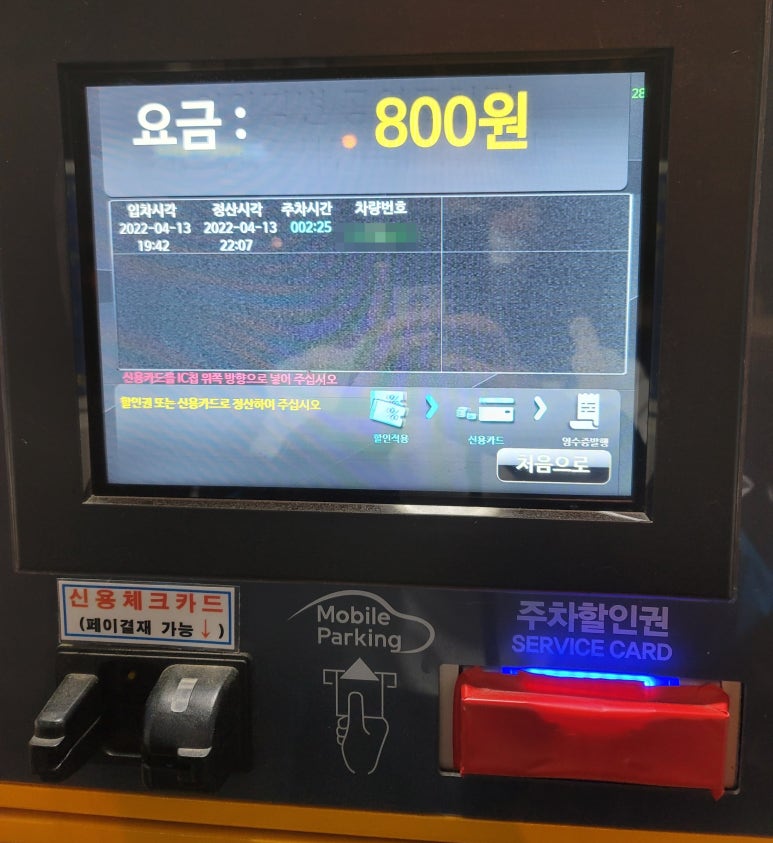 28
요금 : 800원
입차시각 정산시각 주차시간 차량번호
2022-04-13 2022-04-13 002:25
19:42 22:07
신용카드를 IC칩 위쪽 방향으로 넣어 주십시오
할인권 또는 신용카드로 정산하여 주십시오
할인적용 신용카드 영수증발행
처음으로
신용체크카드
(페이결재 가능↓)
Mobile
Parking
주차할인권
SERVICE CARD